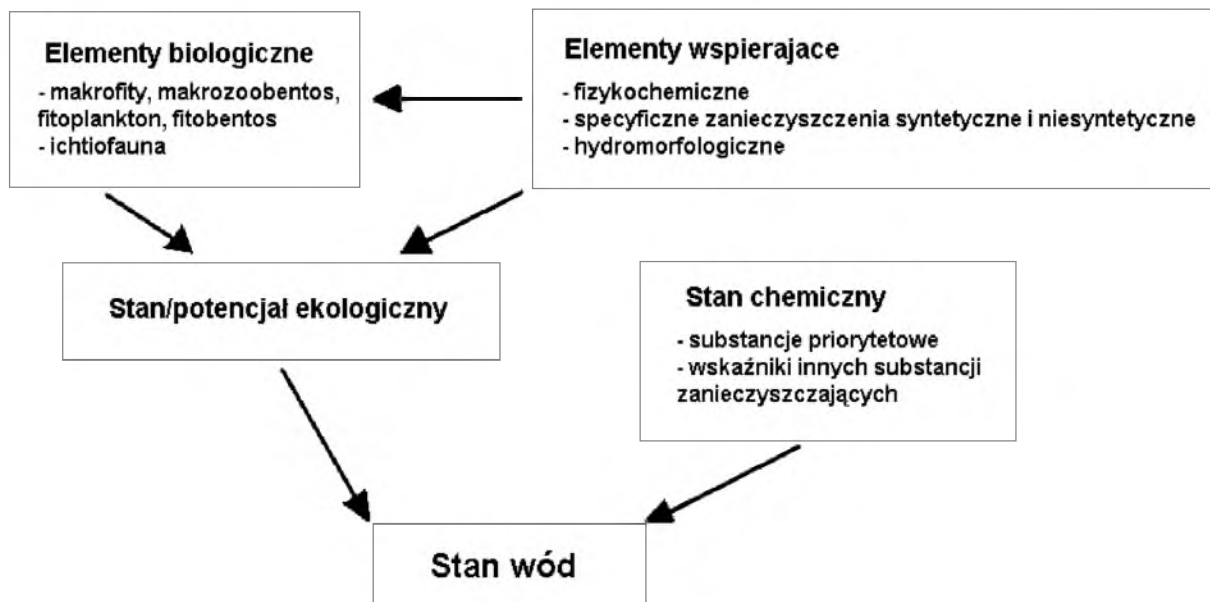 Elementy biologiczne
- makrofity, makrozoobentos,
fitoplankton, fitobentos
- ichtiofauna
Elementy wspierajace
- fizykochemiczne
- specyficzne zanieczyszczenia syntetyczne i niesyntetyczne
- hydromorfologiczne
Stan/potencjał ekologiczny
Stan chemiczny
- substancje priorytetowe
- wskaźniki innych substancji
zanieczyszczających
Stan wód